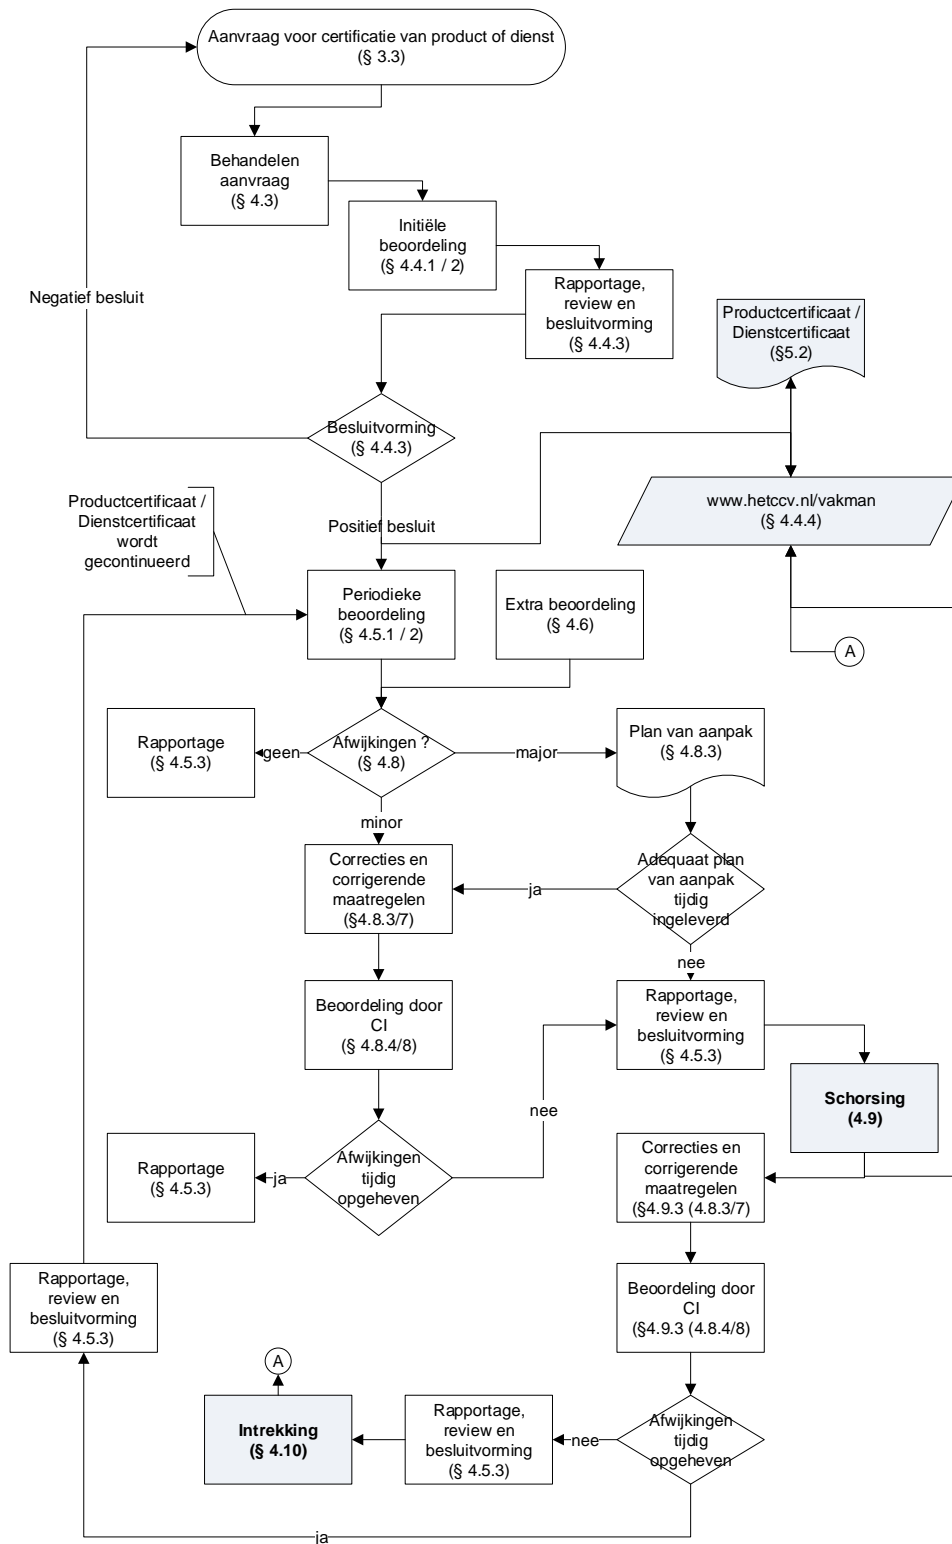 Aanvraag voor certificatie van product of dienst
(§ 3.3)
Behandelen
aanvraag
(§ 4.3)
Initiële
beoordeling
(§ 4.4.1 / 2)
Rapportage,
review en
besluitvorming
(§ 4.4.3)
Negatief besluit
Productcertificaat /
Dienstcertificaat
(§5.2)
Besluitvorming
(§ 4.4.3)
www.hetccv.nl/vakman
(§ 4.4.4)
Productcertificaat /
Dienstcertificaat
wordt
gecontinueerd
Positief besluit
Periodieke
beoordeling
(§ 4.5.1 / 2)
Extra beoordeling
(§ 4.6)
A
Rapportage
(§ 4.5.3)
geen
Afwijkingen ?
(§ 4.8)
major
Plan van aanpak
(§ 4.8.3)
minor
Correcties en
corrigerende
maatregelen
(§4.8.3/7)
ja
Adequaat plan
van aanpak
tijdig
ingeleverd
nee
Beoordeling door
CI
(§ 4.8.4/8)
Rapportage,
review en
besluitvorming
(§ 4.5.3)
Schorsing
(4.9)
nee
Rapportage
(§ 4.5.3)
ja
Afwijkingen
tijdig
opgeheven
Correcties en
corrigerende
maatregelen
(§4.9.3 (4.8.3/7)
Rapportage,
review en
besluitvorming
(§ 4.5.3)
Beoordeling door
CI
(§4.9.3 (4.8.4/8)
A
Intrekking
(§ 4.10)
Rapportage,
review en
besluitvorming
(§ 4.5.3)
nee
Afwijkingen
tijdig
opgeheven
ja